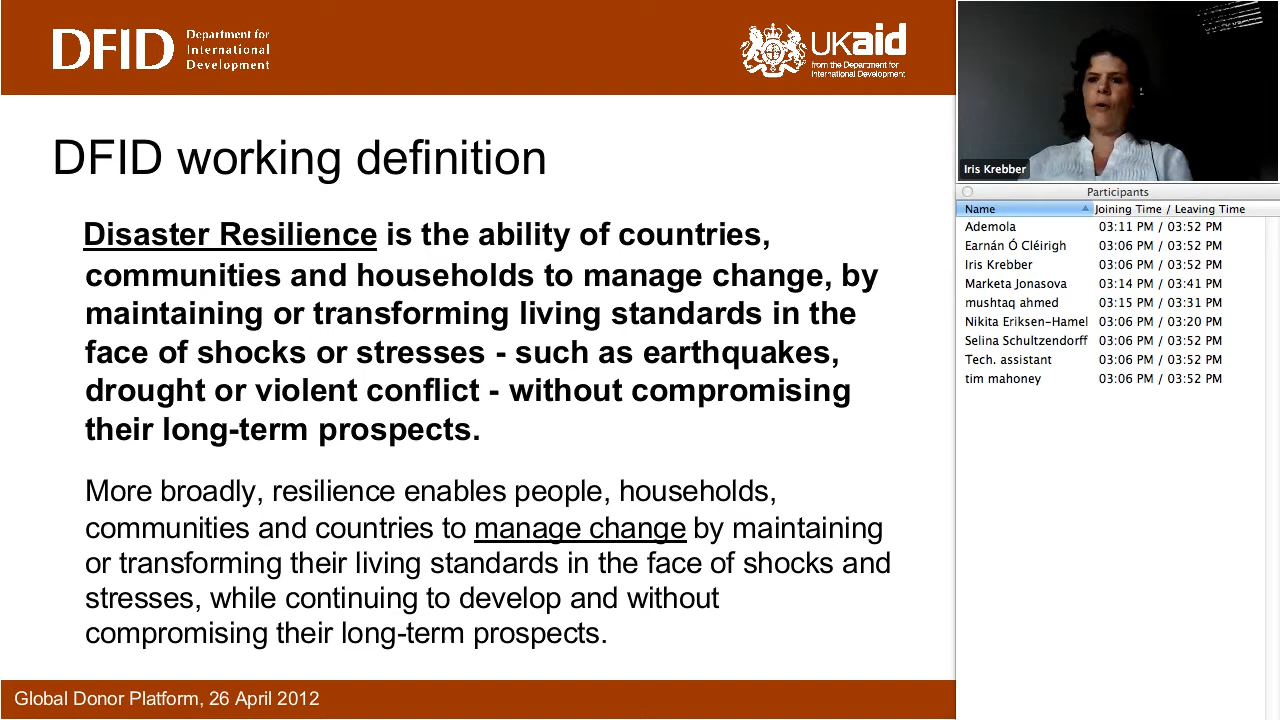 DFID
Department for
International
Development
UKaid
from the Department for
International Development
DFID working definition
Disaster Resilience is the ability of countries,
communities and households to manage change, by
maintaining or transforming living standards in the
face of shocks or stresses - such as earthquakes,
drought or violent conflict - without compromising
their long-term prospects.
More broadly, resilience enables people, households,
communities and countries to manage change by maintaining
or transforming their living standards in the face of shocks and
stresses, while continuing to develop and without
compromising their long-term prospects.
Global Donor Platform, 26 April 2012
Iris Krebber
Participants
Name Joining Time / Leaving Time
Ademola 03:11 PM / 03:52 PM
Earnán Ó Cléirigh 03:06 PM / 03:52 PM
Iris Krebber 03:06 PM / 03:52 PM
Marketa Jonasova 03:14 PM / 03:41 PM
mushtaq ahmed 03:15 PM / 03:31 PM
Nikita Eriksen-Hamel 03:06 PM / 03:20 PM
Selina Schultzendorff 03:06 PM / 03:52 PM
Tech. assistant 03:06 PM / 03:52 PM
tim mahoney 03:06 PM / 03:52 PM